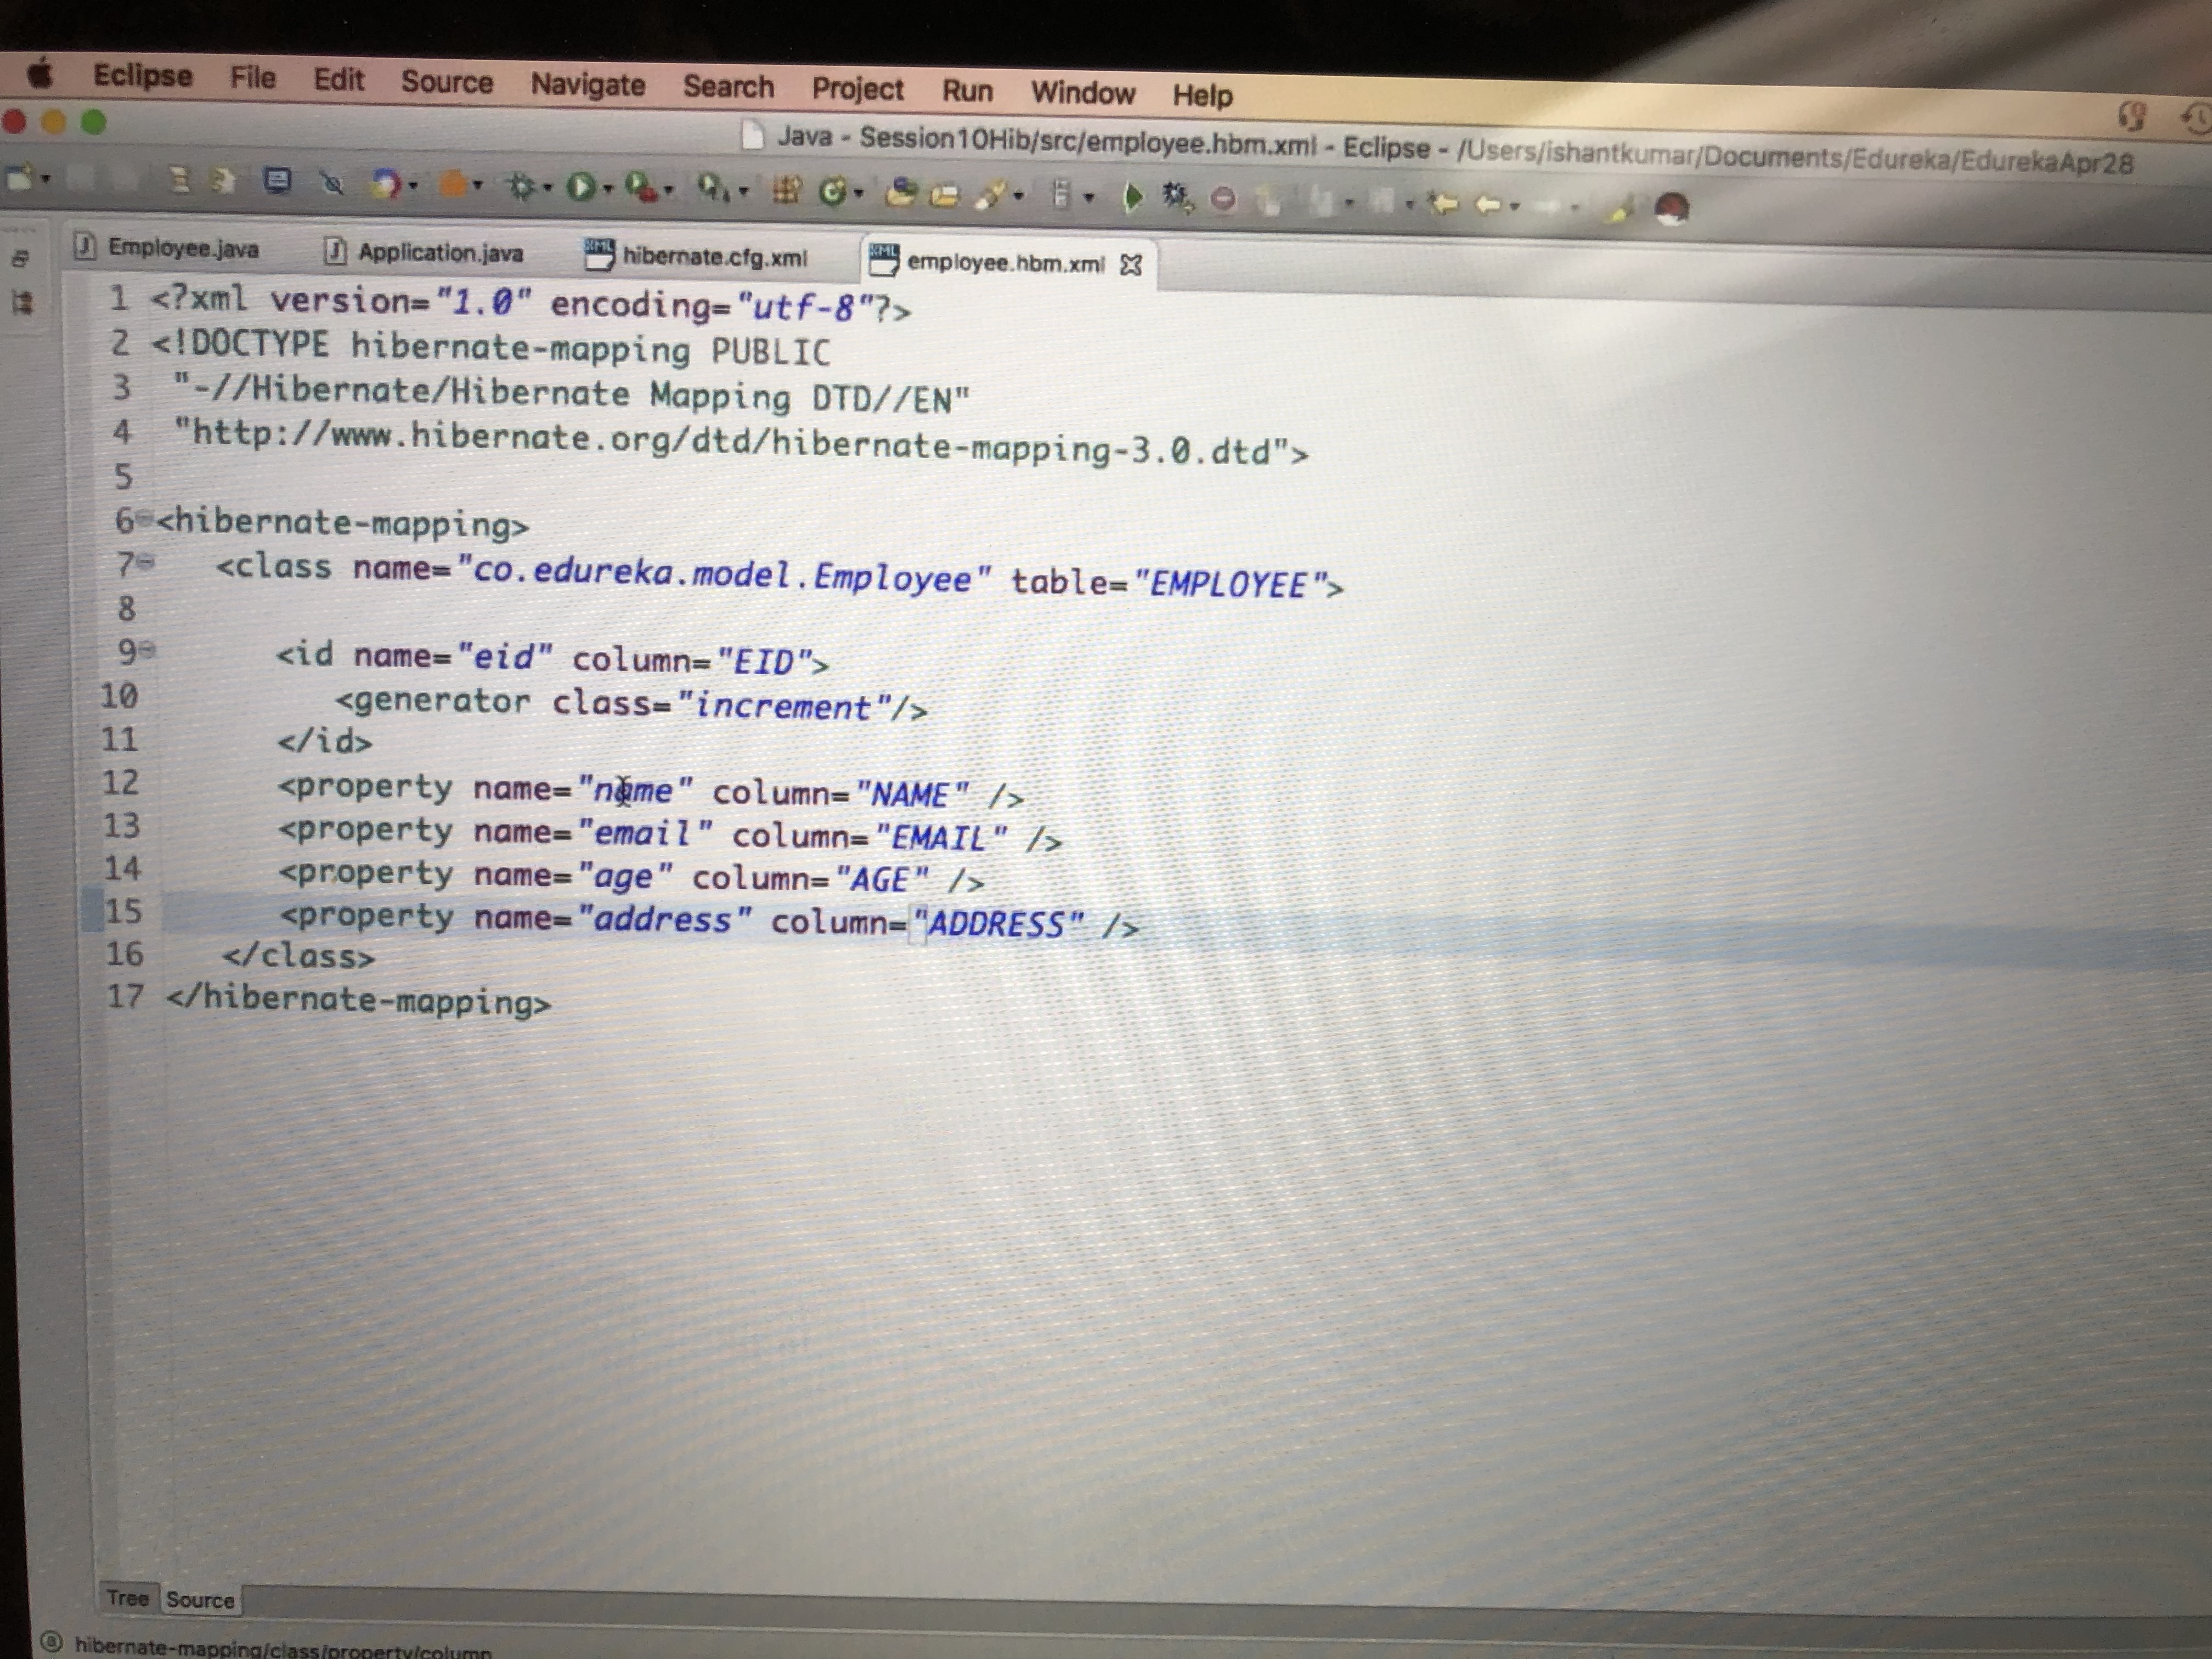 Eclipse File Edit Source Navigate Search Project Run Window Help
Java - Session10Hib/src/employee.hbm.xml - Eclipse - /Users/ishantkumar/Documents/Edureka/EdurekaApr28
Employee.java Application.java hibernate.cfg.xml employee.hbm.xml
1 <?xml version="1.0" encoding="utf-8"?>
2 <!DOCTYPE hibernate-mapping PUBLIC
3 "-//Hibernate/Hibernate Mapping DTD//EN"
4 "http://www.hibernate.org/dtd/hibernate-mapping-3.0.dtd">
5
6 <hibernate-mapping>
7 <class name="co.edureka.model.Employee" table="EMPLOYEE">
8
9 <id name="eid" column="EID">
10 <generator class="increment"/>
11 </id>
12 <property name="name" column="NAME" />
13 <property name="email" column="EMAIL" />
14 <property name="age" column="AGE" />
15 <property name="address" column="ADDRESS" />
16 </class>
17 </hibernate-mapping>
Tree Source
hibernate-mapping/class/property/column